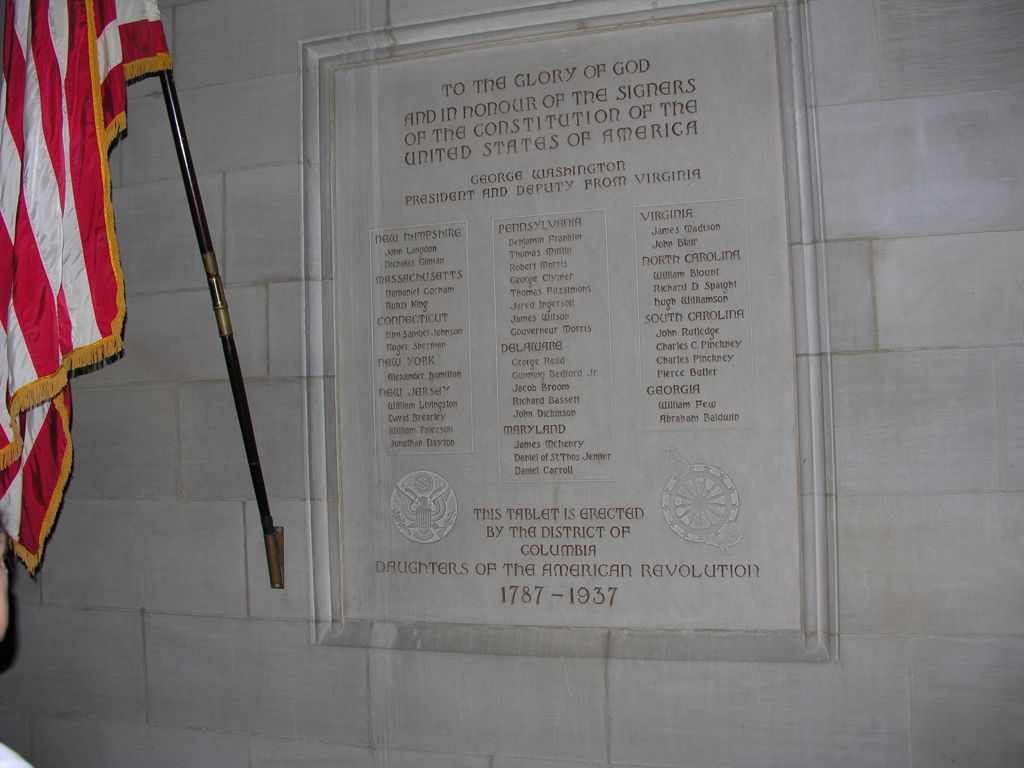 TO THE GLORY OF GOD
AND IN HONOUR OF THE SIGNERS
OF THE CONSTITUTION OF THE
UNITED STATES OF AMERICA
GEORGE WASHINGTON
PRESIDENT AND DEPUTY FROM VIRGINIA
NEW HAMPSHIRE
John Langdon
Nicholas Gilman
MASSACHUSETTS
Nathaniel Gorham
Rufus King
CONNECTICUT
Wm Samuel Johnson
Roger Sherman
NEW YORK
Alexander Hamilton
NEW JERSEY
William Livingston
David Brearley
William Paterson
Jonathan Dayton
PENNSYLVANIA
Benjamin Franklin
Thomas Mifflin
Robert Morris
George Clymer
Thomas Fitzsimons
Jared Ingersoll
James Wilson
Gouverneur Morris
DELAWARE
George Read
Gunning Bedford Jr.
Jacob Broom
Richard Bassett
John Dickinson
MARYLAND
James McHenry
Daniel of St Thos Jenifer
Daniel Carroll
VIRGINIA
James Madison
John Blair
NORTH CAROLINA
William Blount
Richard D Spaight
Hugh Williamson
SOUTH CAROLINA
John Rutledge
Charles C Pinckney
Charles Pinckney
Pierce Butler
GEORGIA
William Few
Abraham Baldwin
THIS TABLET IS ERECTED
BY THE DISTRICT OF
COLUMBIA
DAUGHTERS OF THE AMERICAN REVOLUTION
1787 - 1937